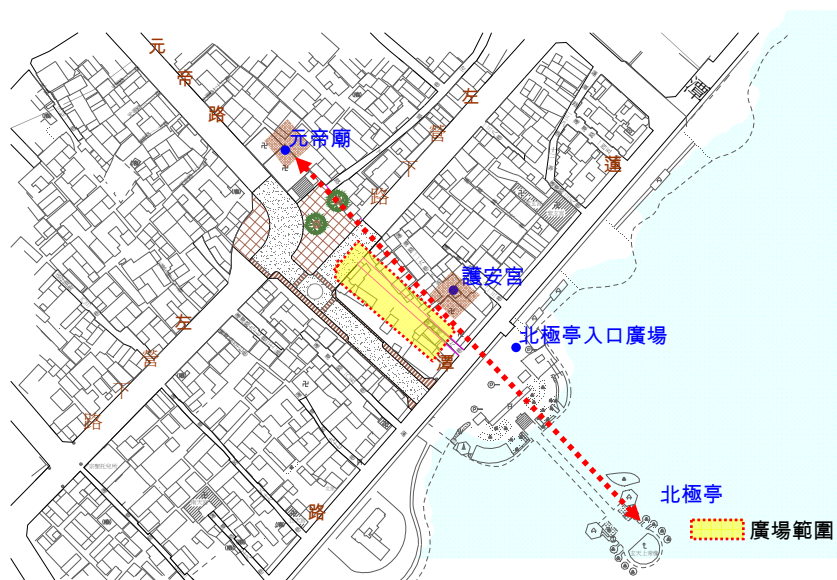 元帝路
左營下路
蓮潭路
潭
元帝廟
護安宮
北極亭入口廣場
左營下路
北極亭
廣場範圍